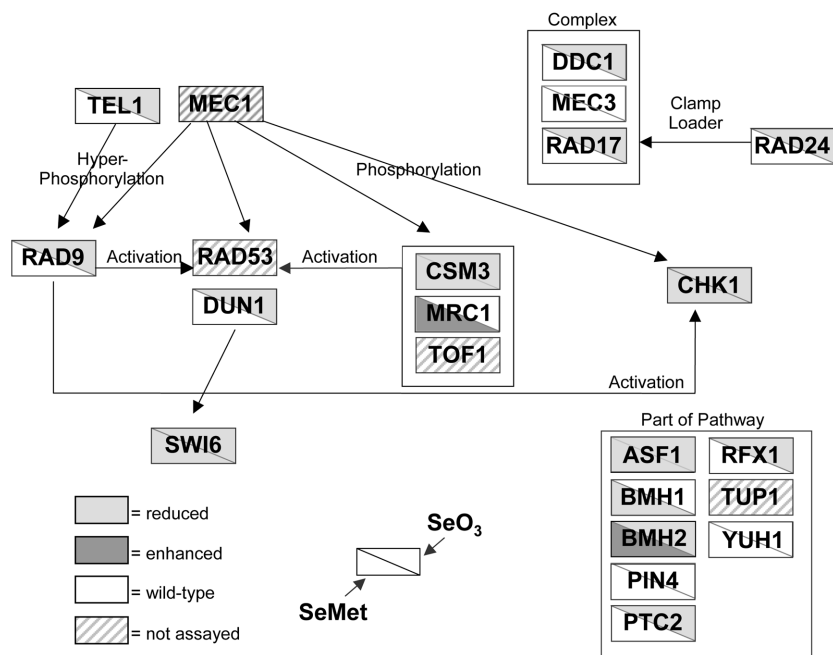 Complex
DDC1
MEC3
RAD17
Clamp
Loader
RAD24
TEL1
MEC1
Hyper-
Phosphorylation
Phosphorylation
RAD9
Activation
RAD53
Activation
CSM3
MRC1
TOF1
CHK1
DUN1
Activation
SWI6
Part of Pathway
ASF1
RFX1
BMH1
TUP1
BMH2
YUH1
PIN4
PTC2
= reduced
= enhanced
= wild-type
= not assayed
SeO3
SeMet